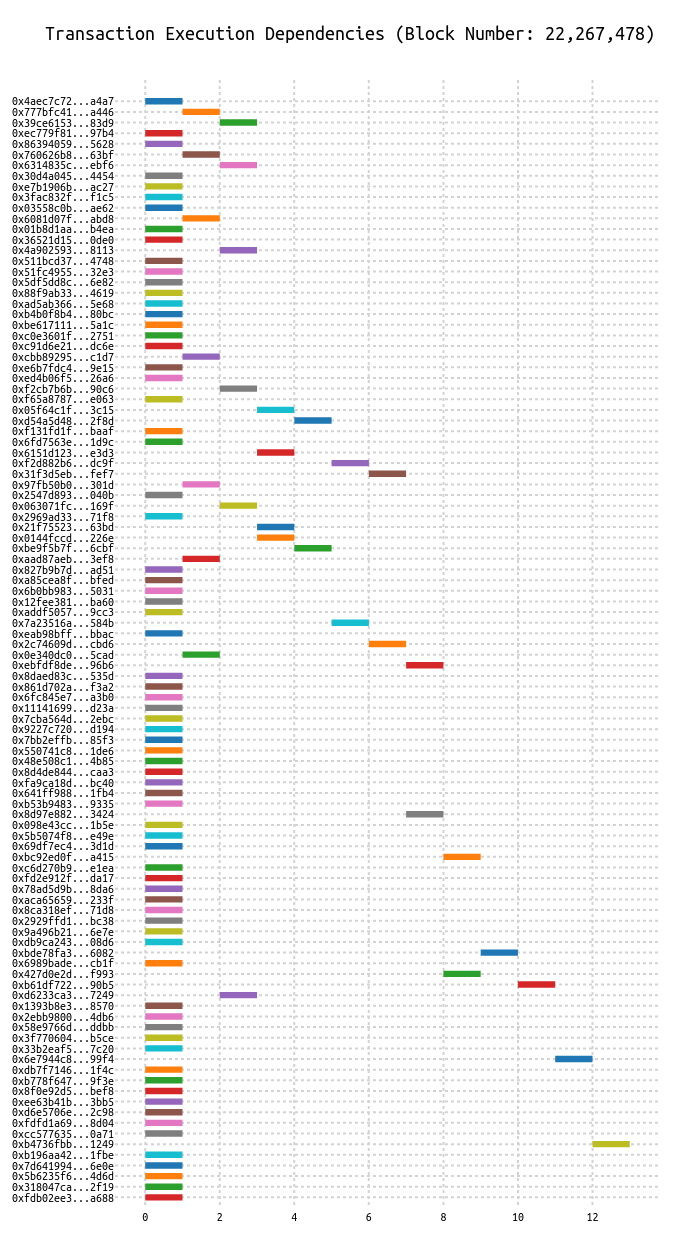 Transaction Execution Dependencies (Block Number: 22,267,478)
0x4aec7c72...a4a7
0x777bfc41...a446
0x39ce6153...83d9
0xec779f81...97b4
0x86394059...5628
0x760626b8...63bf
0x6314835c...ebf6
0x30d4a045...4454
0xe7b1906b...ac27
0x3fac832f...f1c5
0x03558c0b...ae62
0x6081d07f...abd8
0x01b8d1aa...b4ea
0x36521d15...0de0
0x4a902593...8113
0x511bcd37...4748
0x51fc4955...32e3
0x5df5dd8c...6e82
0x88f9ab33...4619
0xad5ab366...5e68
0xb4b0f8b4...80bc
0xbe617111...5a1c
0xc0e3601f...2751
0xc91d6e21...dc6e
0xcbb89295...c1d7
0xe6b7fdc4...9e15
0xed4b06f5...26a6
0xf2cb7b6b...90c6
0xf65a8787...e063
0x05f64c1f...3c15
0xd54a5d48...2f8d
0xf131fd1f...baaf
0x6fd7563e...1d9c
0x6151d123...e3d3
0xf2d882b6...dc9f
0x31f3d5eb...fef7
0x97fb50b0...301d
0x2547d893...040b
0x063071fc...169f
0x2969ad33...71f8
0x21f75523...63bd
0x0144fccd...226e
0xbe9f5b7f...6cbf
0xaad87aeb...3ef8
0x827b9b7d...ad51
0xa85cea8f...bfed
0x6b0bb983...5031
0x12fee381...ba60
0xaddf5057...9cc3
0x7a23516a...584b
0xeab98bff...bbac
0x2c74609d...cbd6
0x0e340dc0...5cad
0xebfdf8de...96b6
0x8daed83c...535d
0x861d702a...f3a2
0x6fc845e7...a3b0
0x11141699...d23a
0x7cba564d...2ebc
0x9227c720...d194
0x7bb2effb...85f3
0x550741c8...1de6
0x48e508c1...4b85
0x8d4de844...caa3
0xfa9ca18d...bc40
0x641ff988...1fb4
0xb53b9483...9335
0x8d97e882...3424
0x098e43cc...1b5e
0x5b5074f8...e49e
0x69df7ec4...3d1d
0xbc92ed0f...a415
0xc6d270b9...e1ea
0xfd2e912f...da17
0x78ad5d9b...8da6
0xaca65659...233f
0x8ca318ef...71d8
0x2929ffd1...bc38
0x9a496b21...6e7e
0xdb9ca243...08d6
0xbde78fa3...6082
0x6989bade...cb1f
0x427d0e2d...f993
0xb61df722...90b5
0xd6233ca3...7249
0x1393b8e3...8570
0x2ebb9800...4db6
0x58e9766d...ddbb
0x3f770604...b5ce
0x33b2eaf5...7c20
0x6e7944c8...99f4
0xdb7f7146...1f4c
0xb778f647...9f3e
0x8f0e92d5...bef8
0xee63b41b...3bb5
0xd6e5706e...2c98
0xfdfd1a69...8d04
0xcc577635...0a71
0xb4736fbb...1249
0xb196aa42...1fbe
0x7d641994...6e0e
0x5b6235f6...4d6d
0x318047ca...2f19
0xfdb02ee3...a688
0 2 4 6 8 10 12